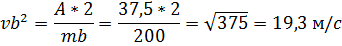 vb² = A * 2 / mb = 37,5 * 2 / 200 = √375 = 19,3 м/с